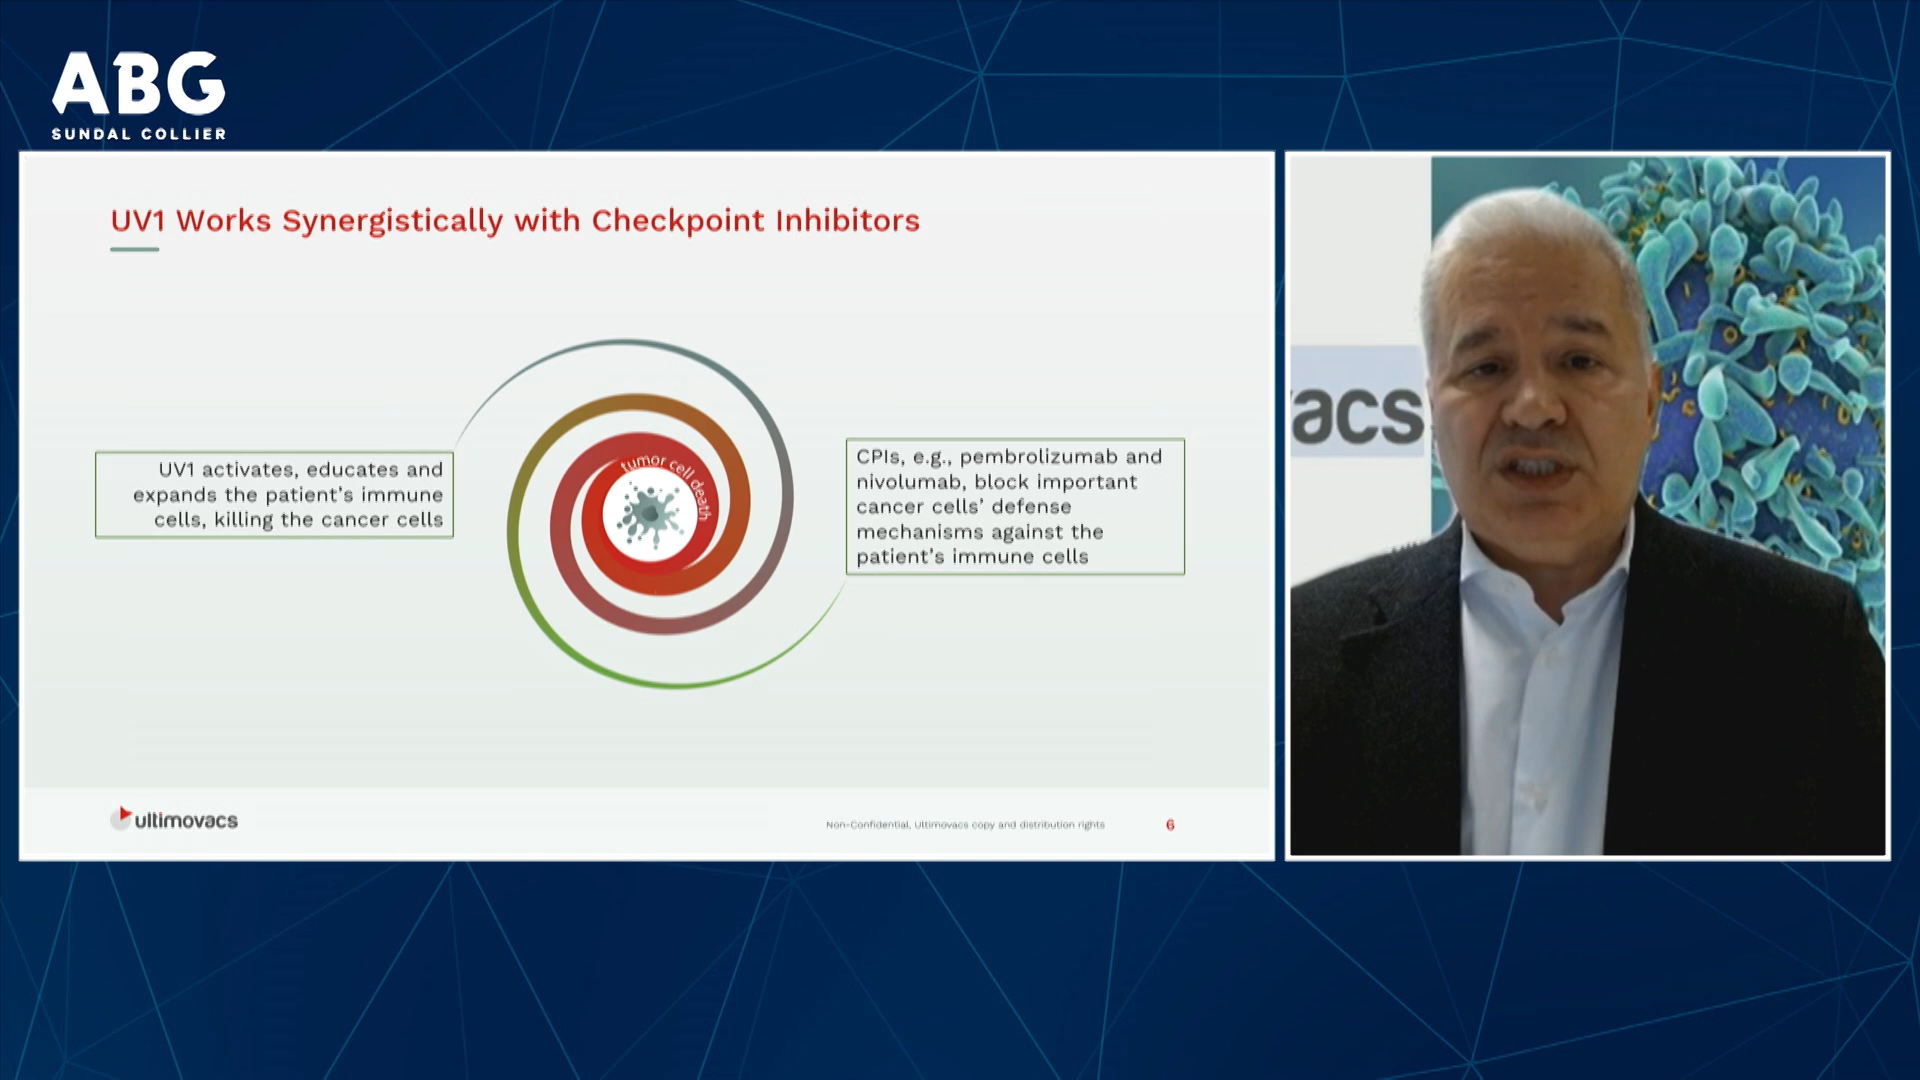 ABG
SUNDAL COLLIER
UV1 Works Synergistically with Checkpoint Inhibitors
UV1 activates, educates and
expands the patient's immune
cells, killing the cancer cells
tumor cell death
CPIs, e.g., pembrolizumab and
nivolumab, block important
cancer cells' defense
mechanisms against the
patient's immune cells
ultimovacs
Non-Confidential, Ultimovacs copy and distribution rights
6
vacs